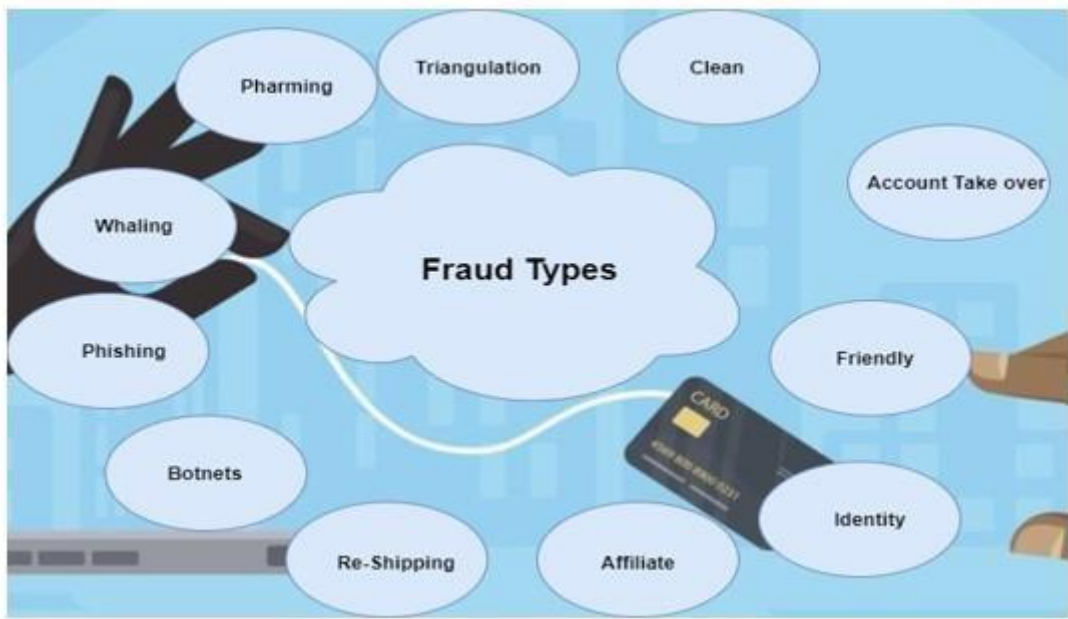 Triangulation
Clean
Pharming
Account Take over
Whaling
Fraud Types
Phishing
Friendly
CARD
Botnets
Identity
Re-Shipping
Affiliate